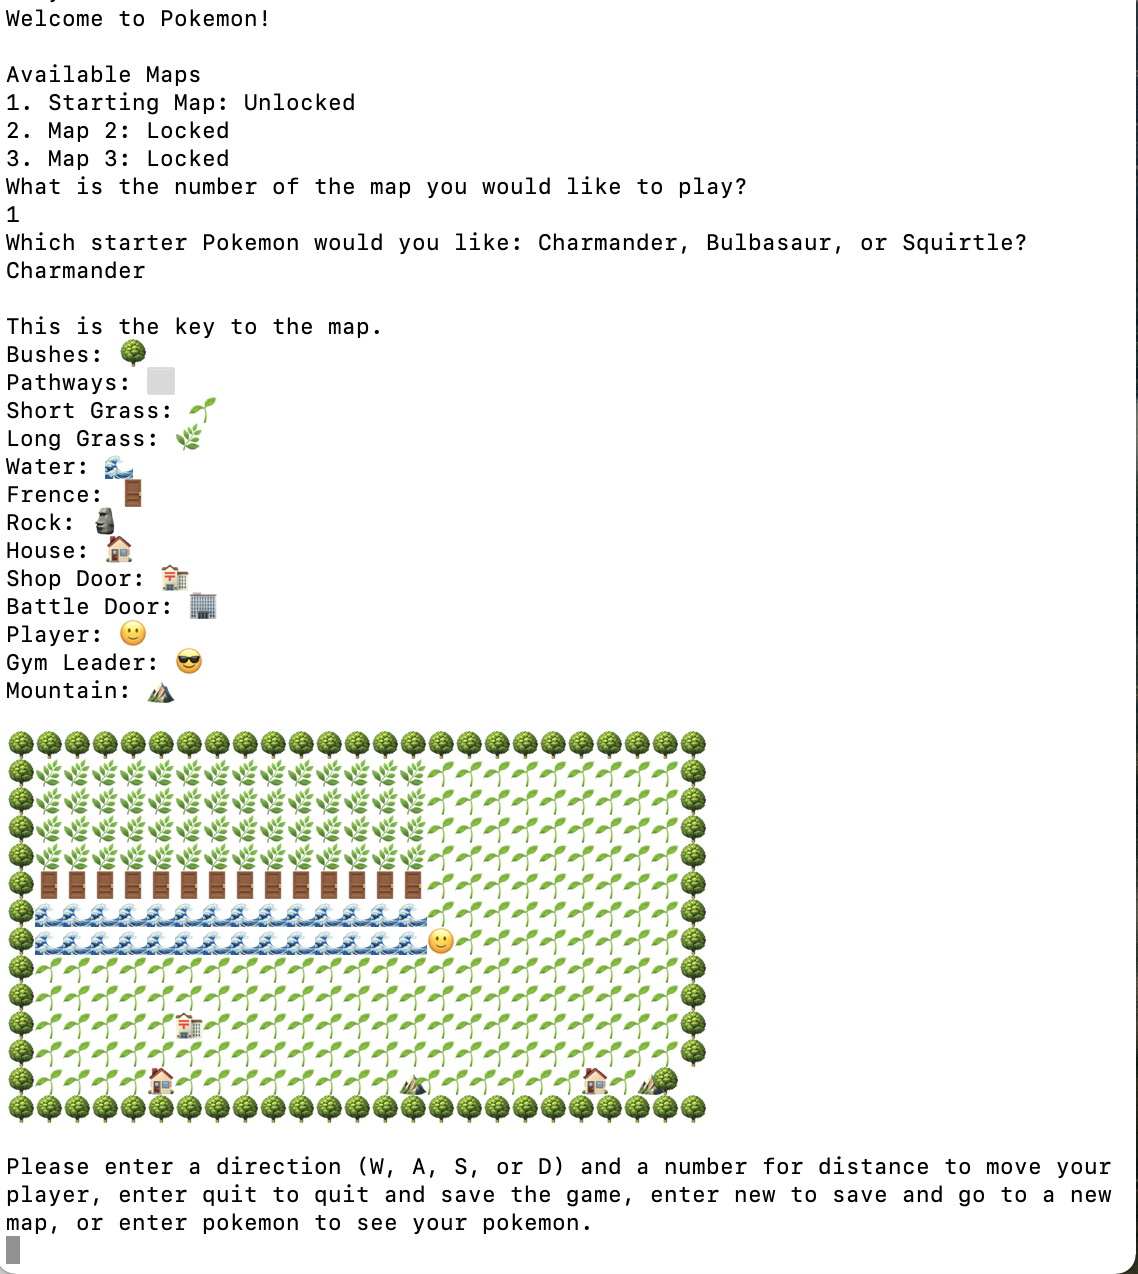 Welcome to Pokemon!
Available Maps
1. Starting Map: Unlocked
2. Map 2: Locked
3. Map 3: Locked
What is the number of the map you would like to play?
1
Which starter Pokemon would you like: Charmander, Bulbasaur, or Squirtle?
Charmander
This is the key to the map.
Bushes:
Pathways:
Short Grass:
Long Grass:
Water:
Frence:
Rock:
House:
Shop Door:
Battle Door:
Player:
Gym Leader:
Mountain:
Please enter a direction (W, A, S, or D) and a number for distance to move your
player, enter quit to quit and save the game, enter new to save and go to a new
map, or enter pokemon to see your pokemon.